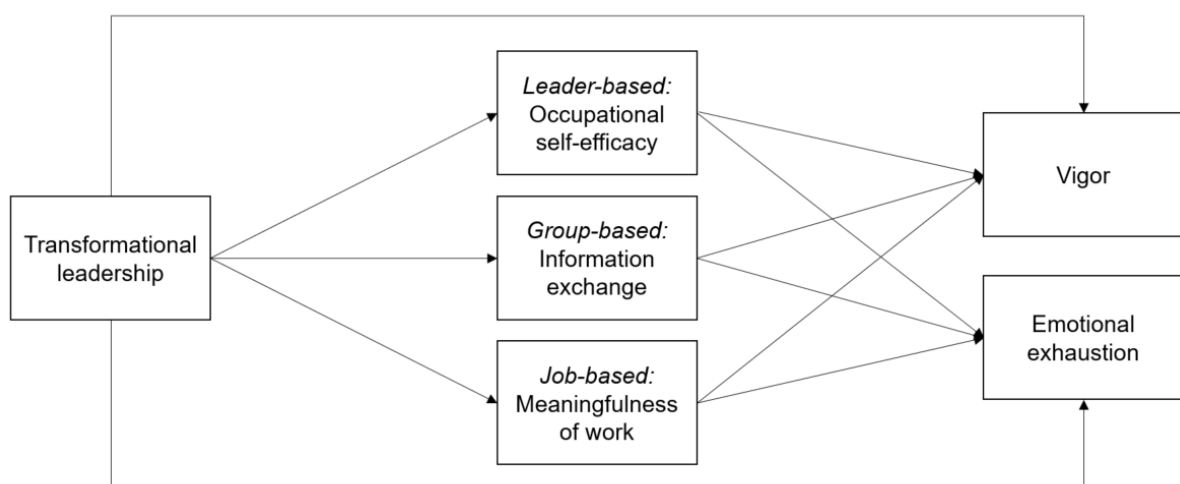 Transformational
leadership
Leader-based:
Occupational
self-efficacy
Group-based:
Information
exchange
Job-based:
Meaningfulness
of work
Vigor
Emotional
exhaustion